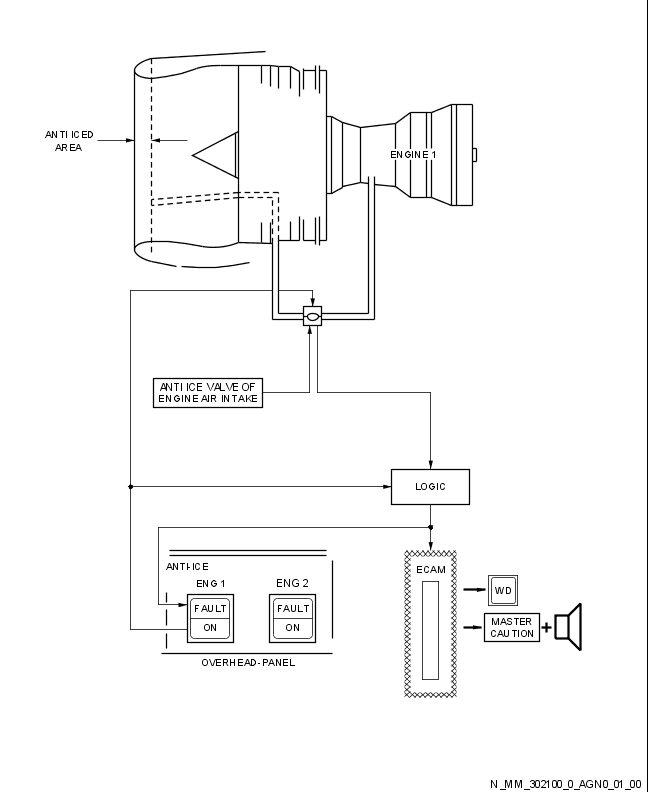 ANTI ICED
AREA
ENGINE 1
ANTI ICE VALVE OF
ENGINE AIR INTAKE
LOGIC
ANTI-ICE
ENG 1
ENG 2
FAULT
ON
FAULT
ON
OVERHEAD-PANEL
ECAM
WD
MASTER
CAUTION
+
N_MM_302100_0_AGN0_01_00